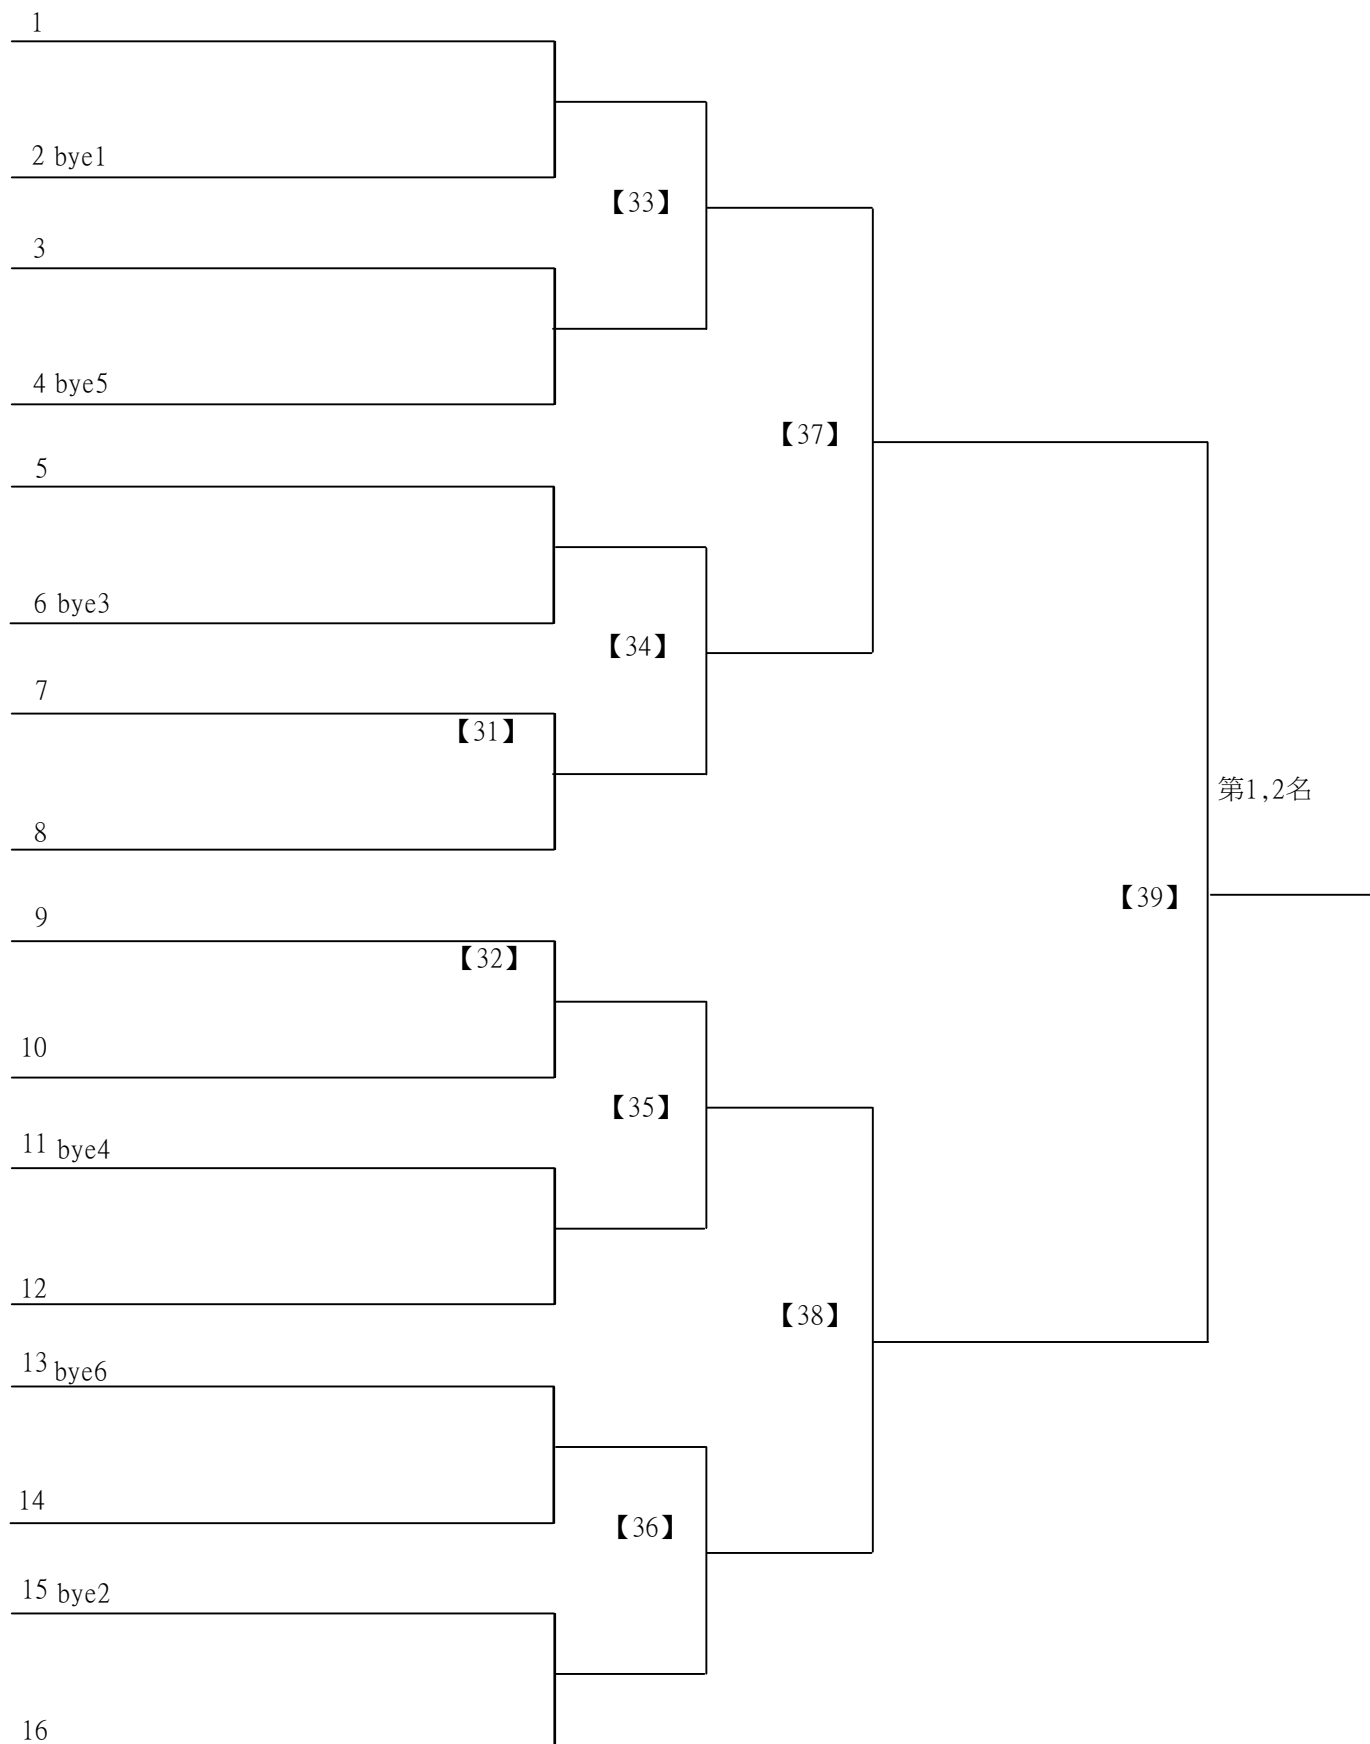 1
2 bye1
【33】
3
4 bye5
【37】
5
6 bye3
【34】
7
【31】
8
第1,2名
【39】
9
【32】
10
【35】
11 bye4
12
【38】
13 bye6
14
【36】
15 bye2
16